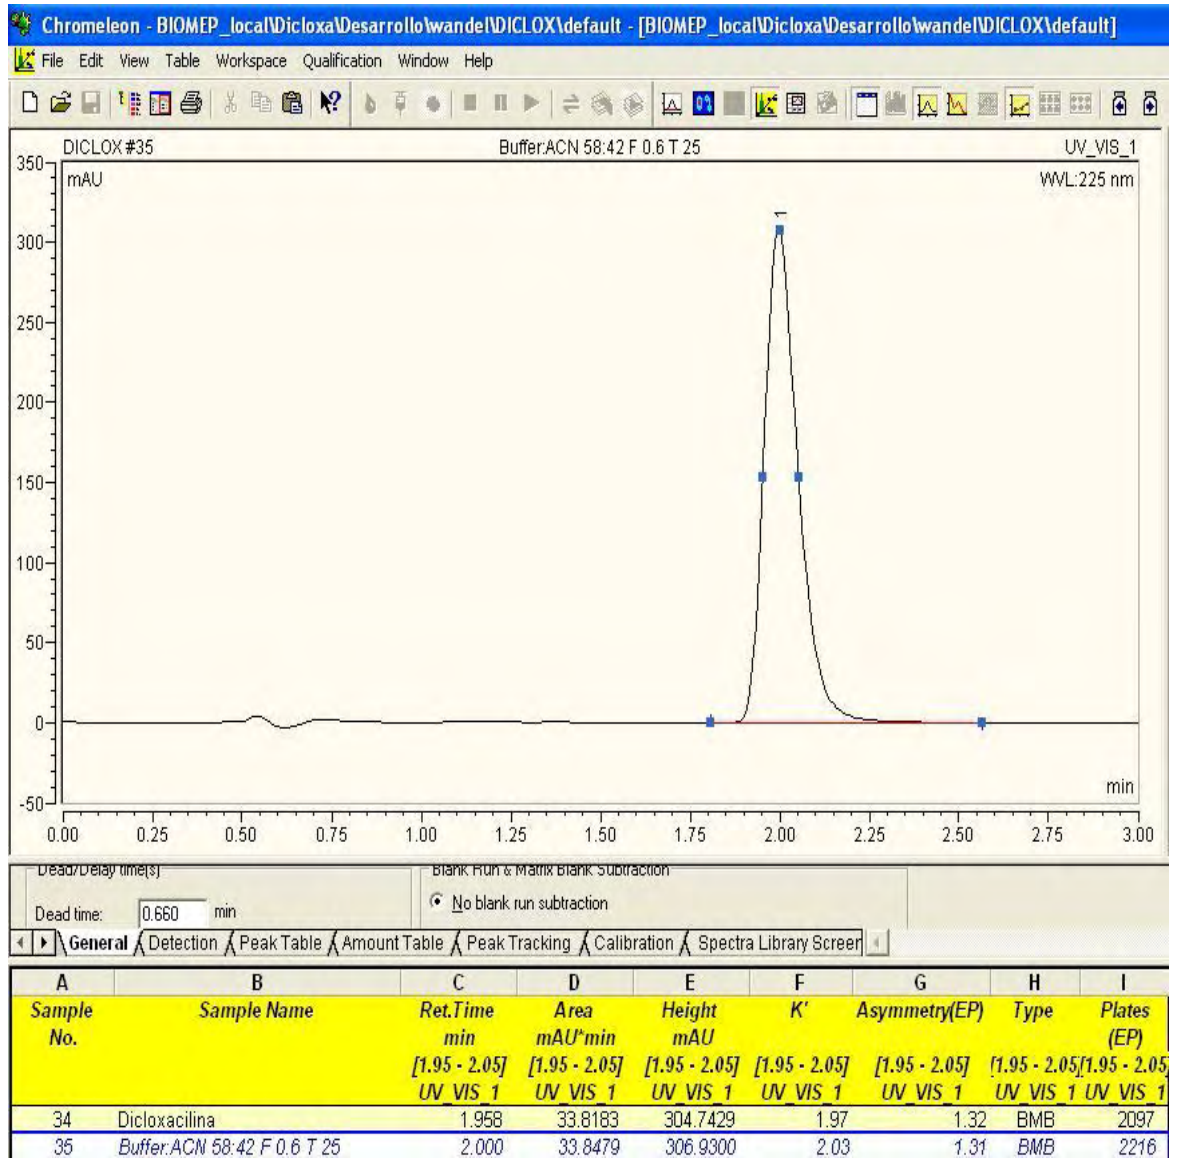 Chromeleon - BIOMEP_local\Dicloxa\Desarrollo\wandel\DICLOX\default - [BIOMEP_local\Dicloxa\Desarrollo\wandel\DICLOX\default]
File Edit View Table Workspace Qualification Window Help
DICLOX #35 Buffer:ACN 58:42 F 0.6 T 25 UV_VIS_1
350
mAU WVL:225 nm
1
300
250
200
150
100
50
0
min
-50
0.00 0.25 0.50 0.75 1.00 1.25 1.50 1.75 2.00 2.25 2.50 2.75 3.00
Dead/Delay time[s] Blank Run & Matrix Blank Subtraction
Dead time: 0.660 min No blank run subtraction
General Detection Peak Table Amount Table Peak Tracking Calibration Spectra Library Screer
A B C D E F G H I
Sample Sample Name Ret.Time Area Height K' Asymmetry(EP) Type Plates
No. min mAU*min mAU (EP)
[1.95 - 2.05] [1.95 - 2.05] [1.95 - 2.05] [1.95 - 2.05] [1.95 - 2.05] [1.95 - 2.05] [1.95 - 2.05]
UV_VIS_1 UV_VIS_1 UV_VIS_1 UV_VIS_1 UV_VIS_1 UV_VIS_1 UV_VIS_1
34 Dicloxacilina 1.958 33.8183 304.7429 1.97 1.32 BMB 2097
35 Buffer:ACN 58:42 F 0.6 T 25 2.000 33.8479 306.9300 2.03 1.31 BMB 2216